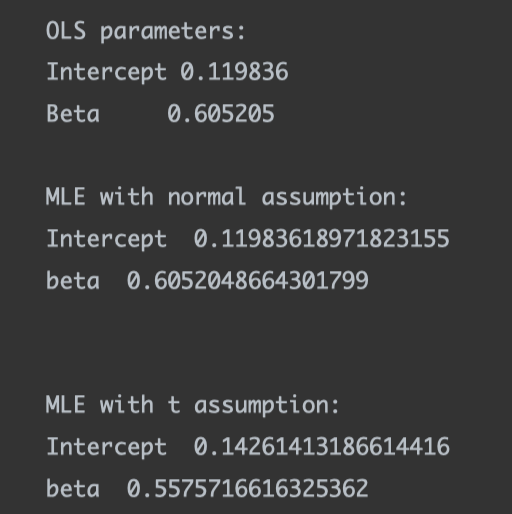 OLS parameters:
Intercept 0.119836
Beta     0.605205
MLE with normal assumption:
Intercept  0.11983618971823155
beta  0.6052048664301799
MLE with t assumption:
Intercept  0.14261413186614416
beta  0.5575716616325362